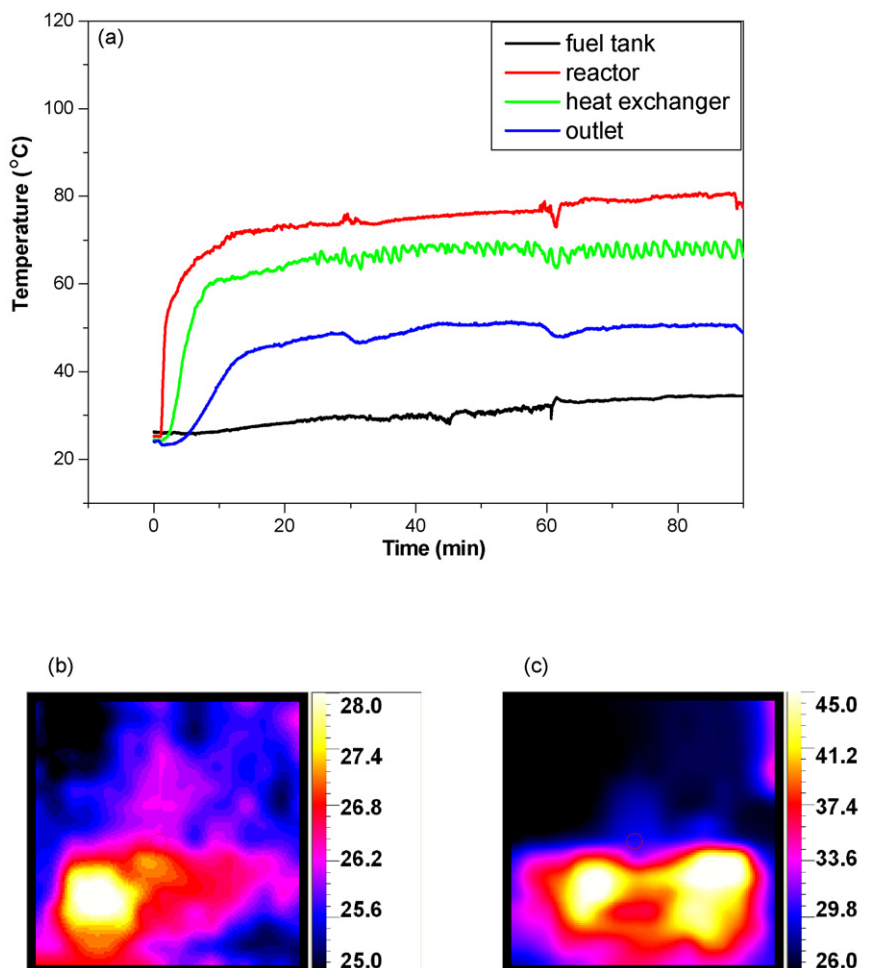 120
(a)
fuel tank
reactor
heat exchanger
outlet
100
80
60
40
20
Temperature (°C)
0 20 40 60 80
Time (min)
(b)
28.0
27.4
26.8
26.2
25.6
25.0
(c)
45.0
41.2
37.4
33.6
29.8
26.0